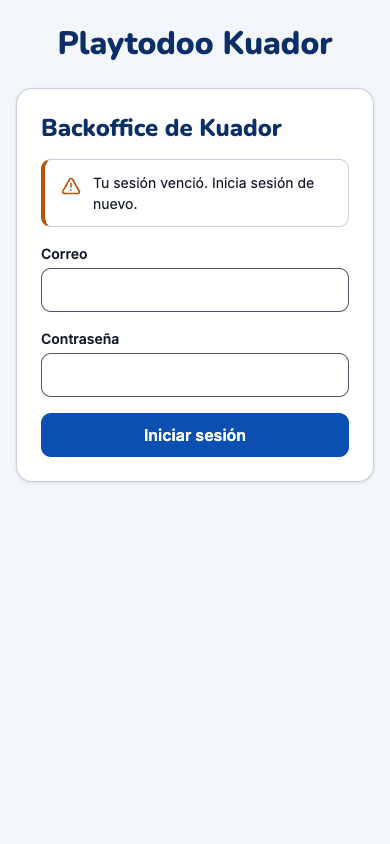 Playtodoo Kuador
Backoffice de Kuador
Tu sesión venció. Inicia sesión de
nuevo.
Correo
Contraseña
Iniciar sesión